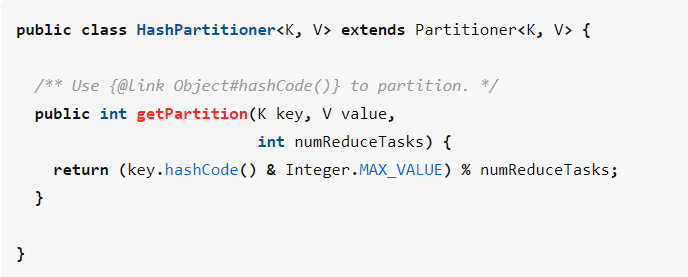 public class HashPartitioner<K, V> extends Partitioner<K, V> {
/** Use {@link Object#hashCode()} to partition. */
public int getPartition(K key, V value,
int numReduceTasks) {
return (key.hashCode() & Integer.MAX_VALUE) % numReduceTasks;
}
}